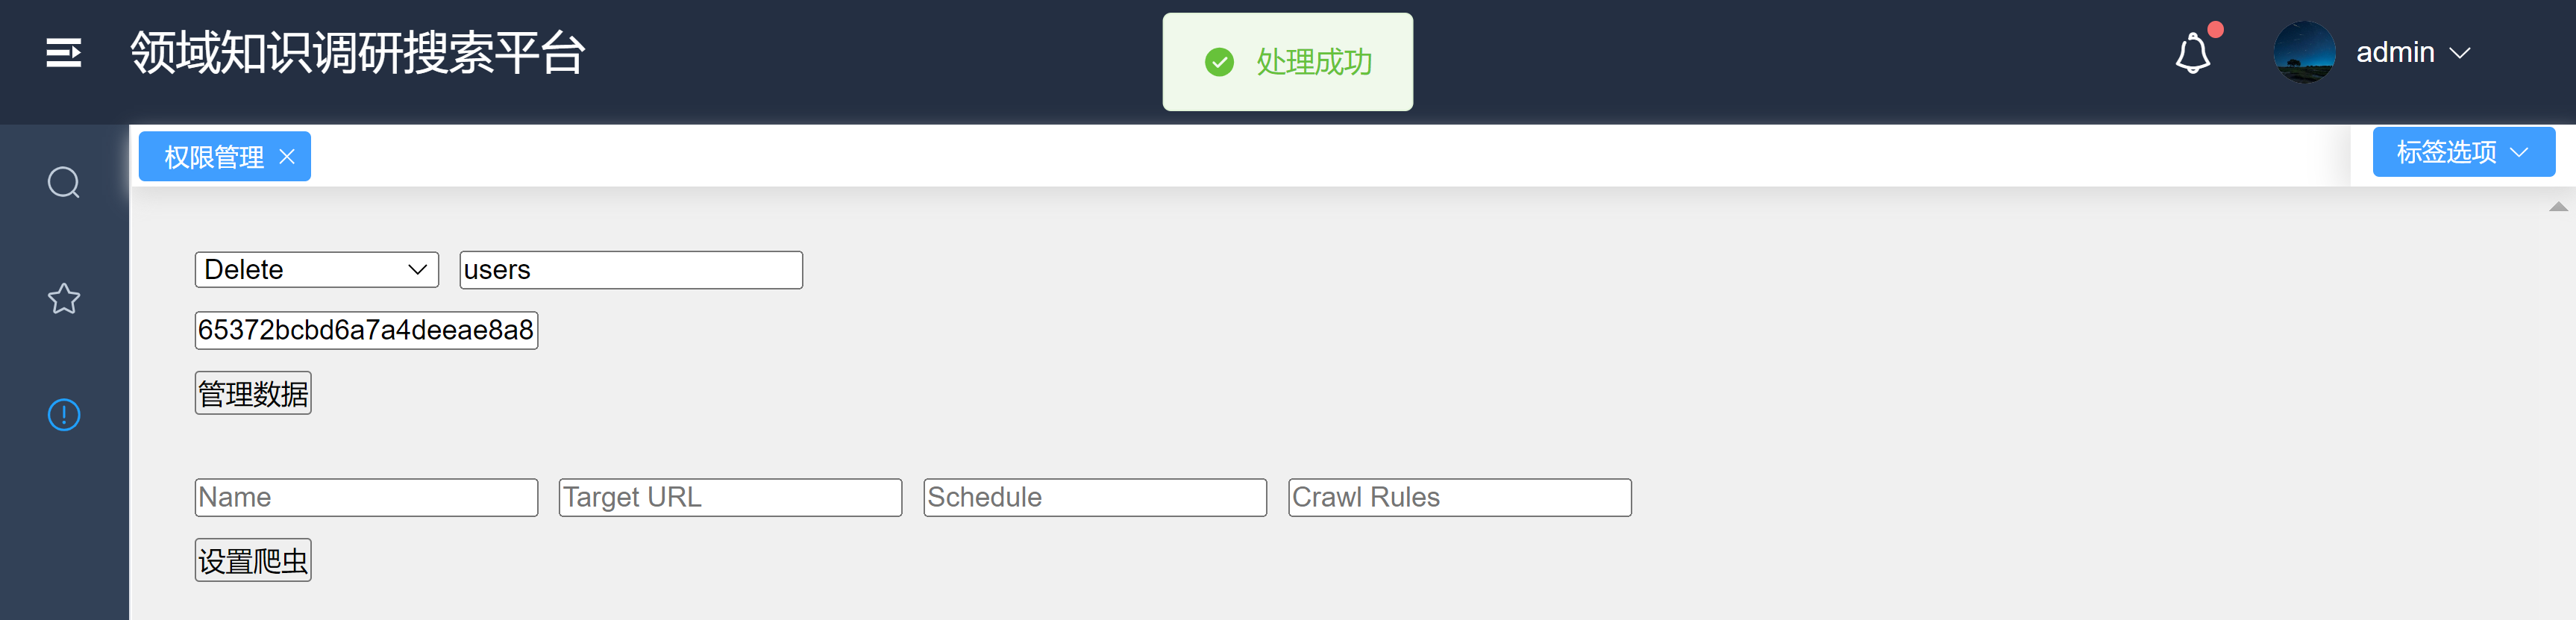 领域知识调研搜索平台
处理成功
admin
权限管理
标签选项
Delete
users
65372bcbd6a7a4deeae8a8
管理数据
Name
Target URL
Schedule
Crawl Rules
设置爬虫